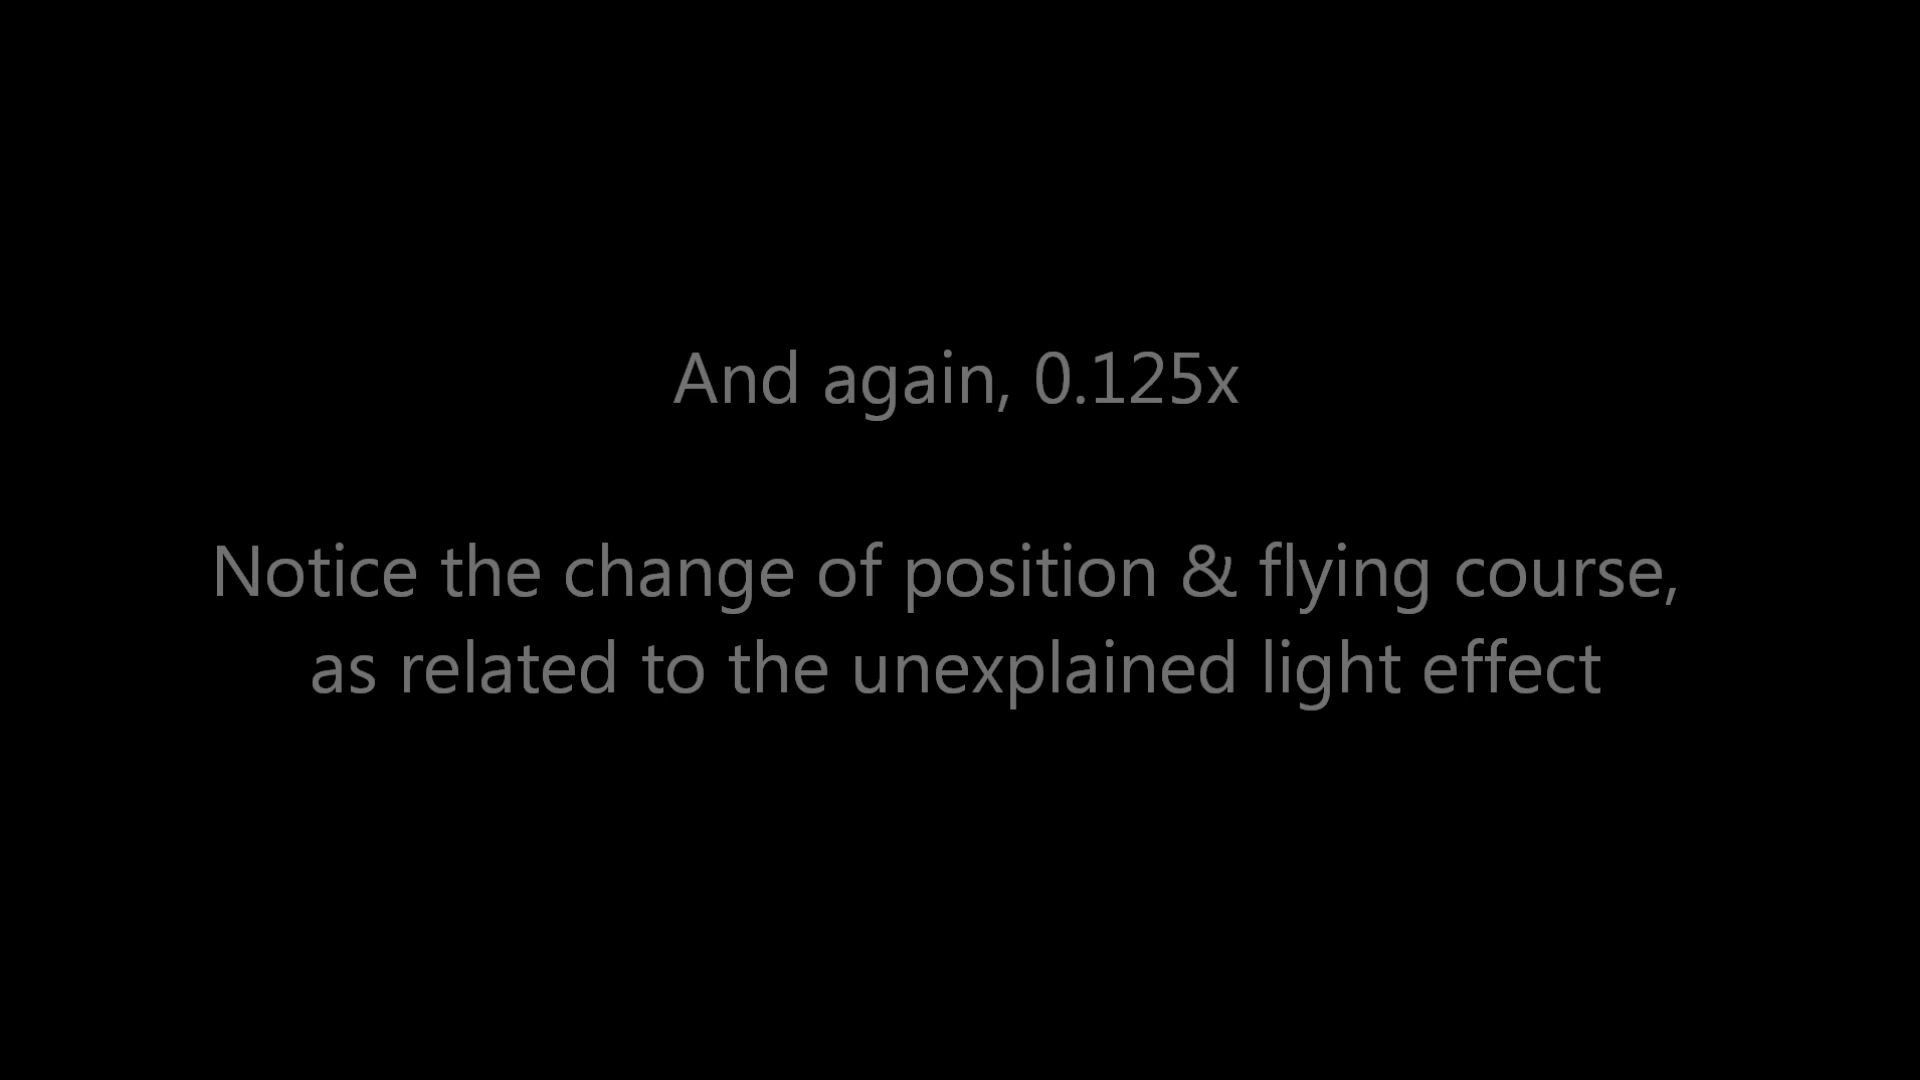 And again, 0.125x
Notice the change of position & flying course,
as related to the unexplained light effect